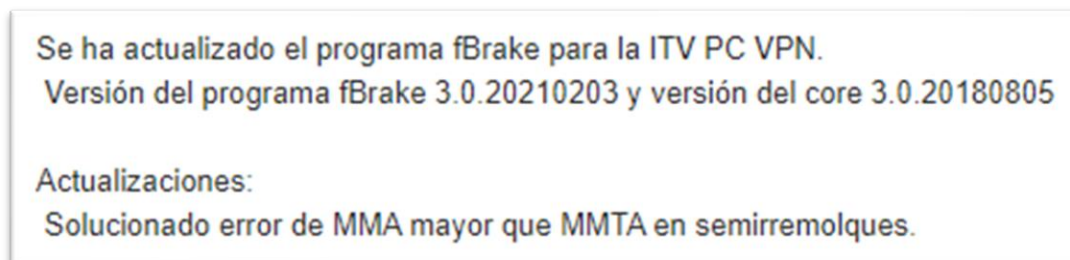 Se ha actualizado el programa fBrake para la ITV PC VPN.
Versión del programa fBrake 3.0.20210203 y versión del core 3.0.20180805
Actualizaciones:
Solucionado error de MMA mayor que MMTA en semirremolques.